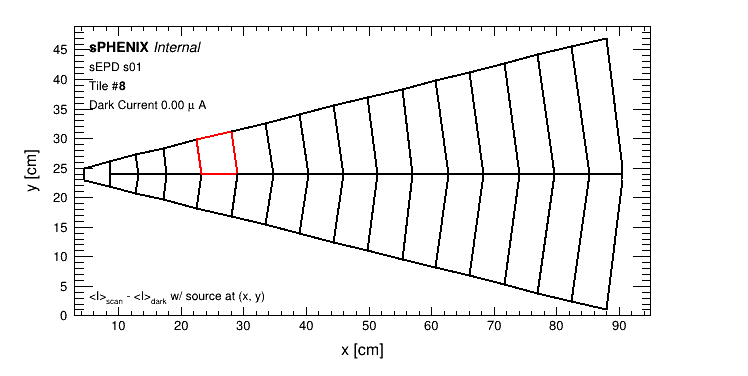 sPHENIX Internal
sEPD s01
Tile #8
Dark Current 0.00 μ A
<I>scan - <I>dark w/ source at (x, y)
y [cm]
45
40
35
30
25
20
15
10
5
0
10 20 30 40 50 60 70 80 90
x [cm]